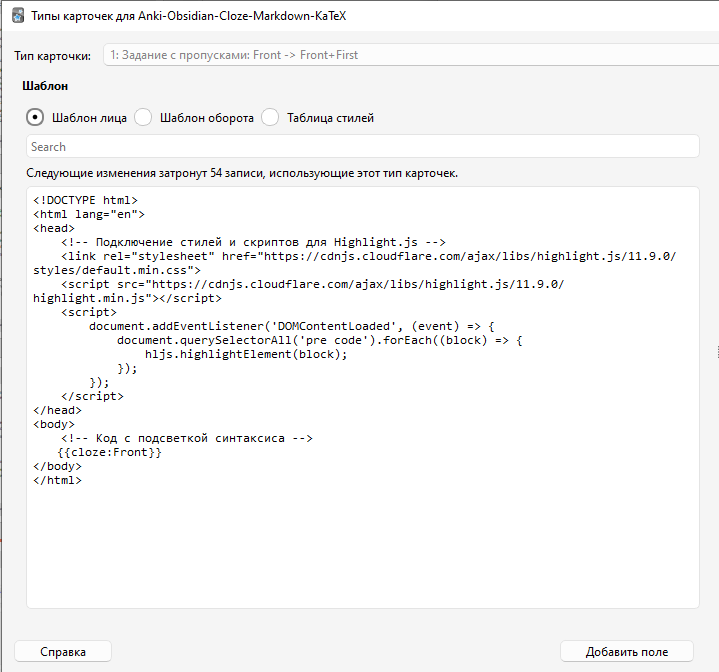 Типы карточек для Anki-Obsidian-Cloze-Markdown-KaTeX
Тип карточки:
1: Задание с пропусками: Front -> Front+First
Шаблон
Шаблон лица
Шаблон оборота
Таблица стилей
Search
Следующие изменения затронут 54 записи, использующие этот тип карточек.
<!DOCTYPE html>
<html lang="en">
<head>
    <!-- Подключение стилей и скриптов для Highlight.js -->
    <link rel="stylesheet" href="https://cdnjs.cloudflare.com/ajax/libs/highlight.js/11.9.0/
styles/default.min.css">
    <script src="https://cdnjs.cloudflare.com/ajax/libs/highlight.js/11.9.0/
highlight.min.js"></script>
    <script>
        document.addEventListener('DOMContentLoaded', (event) => {
            document.querySelectorAll('pre code').forEach((block) => {
                hljs.highlightElement(block);
            });
        });
    </script>
</head>
<body>
    <!-- Код с подсветкой синтаксиса -->
    {{cloze:Front}}
</body>
</html>
Справка
Добавить поле